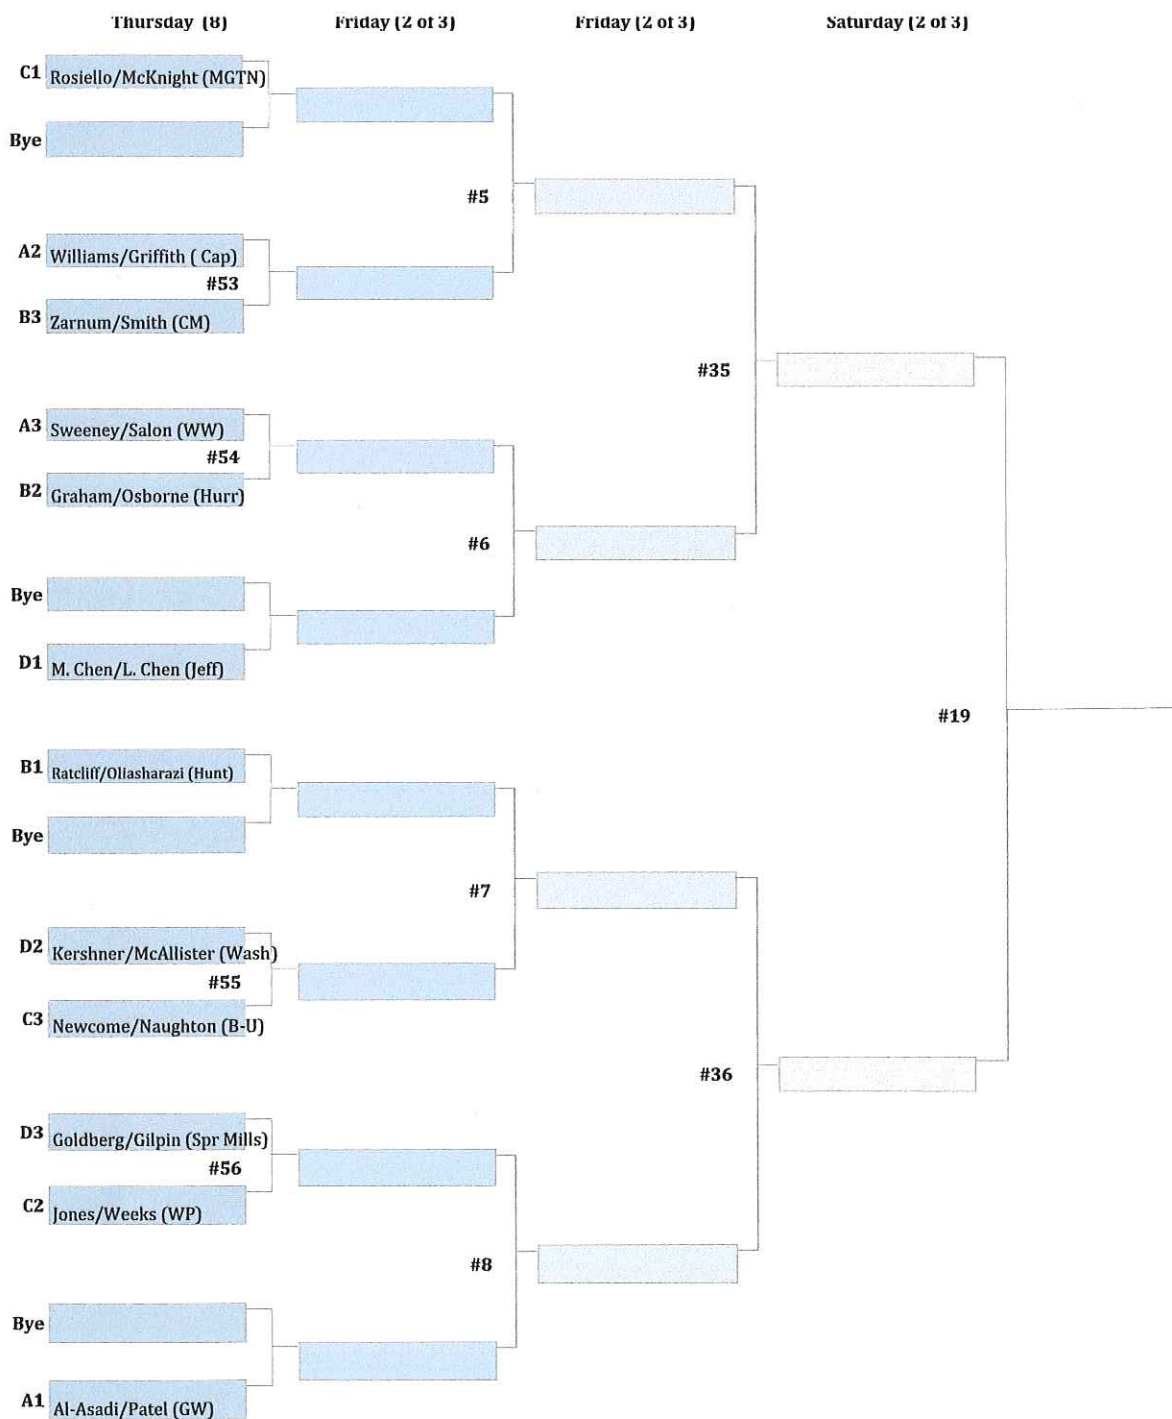 Thursday (8) Friday (2 of 3) Friday (2 of 3) Saturday (2 of 3)
C1 Rosiello/McKnight (MGTN)
Bye
#5
A2 Williams/Griffith ( Cap)
#53
B3 Zarnum/Smith (CM)
#35
A3 Sweeney/Salon (WW)
#54
B2 Graham/Osborne (Hurr)
#6
Bye
D1 M. Chen/L. Chen (Jeff)
#19
B1 Ratcliff/Oliasharazi (Hunt)
Bye
#7
D2 Kershner/McAllister (Wash)
#55
C3 Newcome/Naughton (B-U)
#36
D3 Goldberg/Gilpin (Spr Mills)
#56
C2 Jones/Weeks (WP)
#8
Bye
A1 Al-Asadi/Patel (GW)